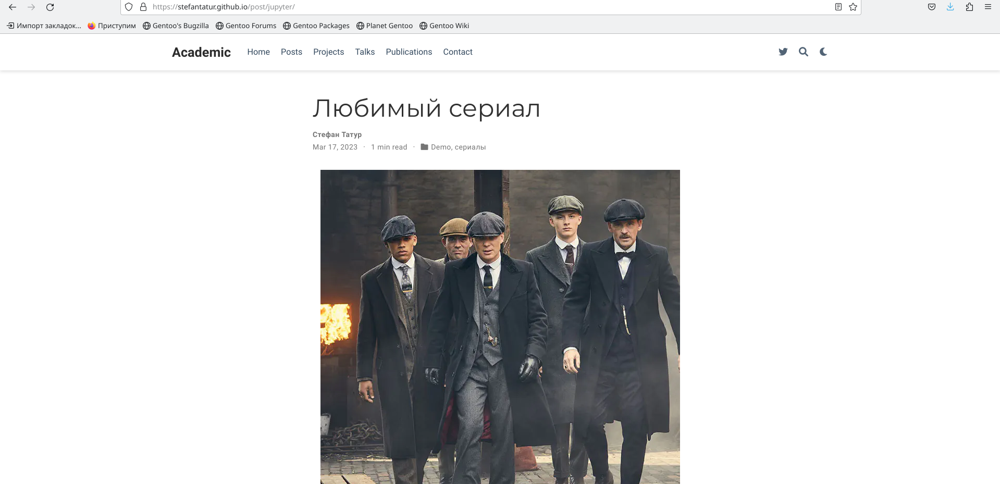 https://stefantatur.github.io/post/jupyter/
Импорт закладок... Приступим Gentoo's Bugzilla Gentoo Forums Gentoo Packages Planet Gentoo Gentoo Wiki
Academic Home Posts Projects Talks Publications Contact
Любимый сериал
Стефан Татур
Mar 17, 2023 · 1 min read · Demo, сериалы